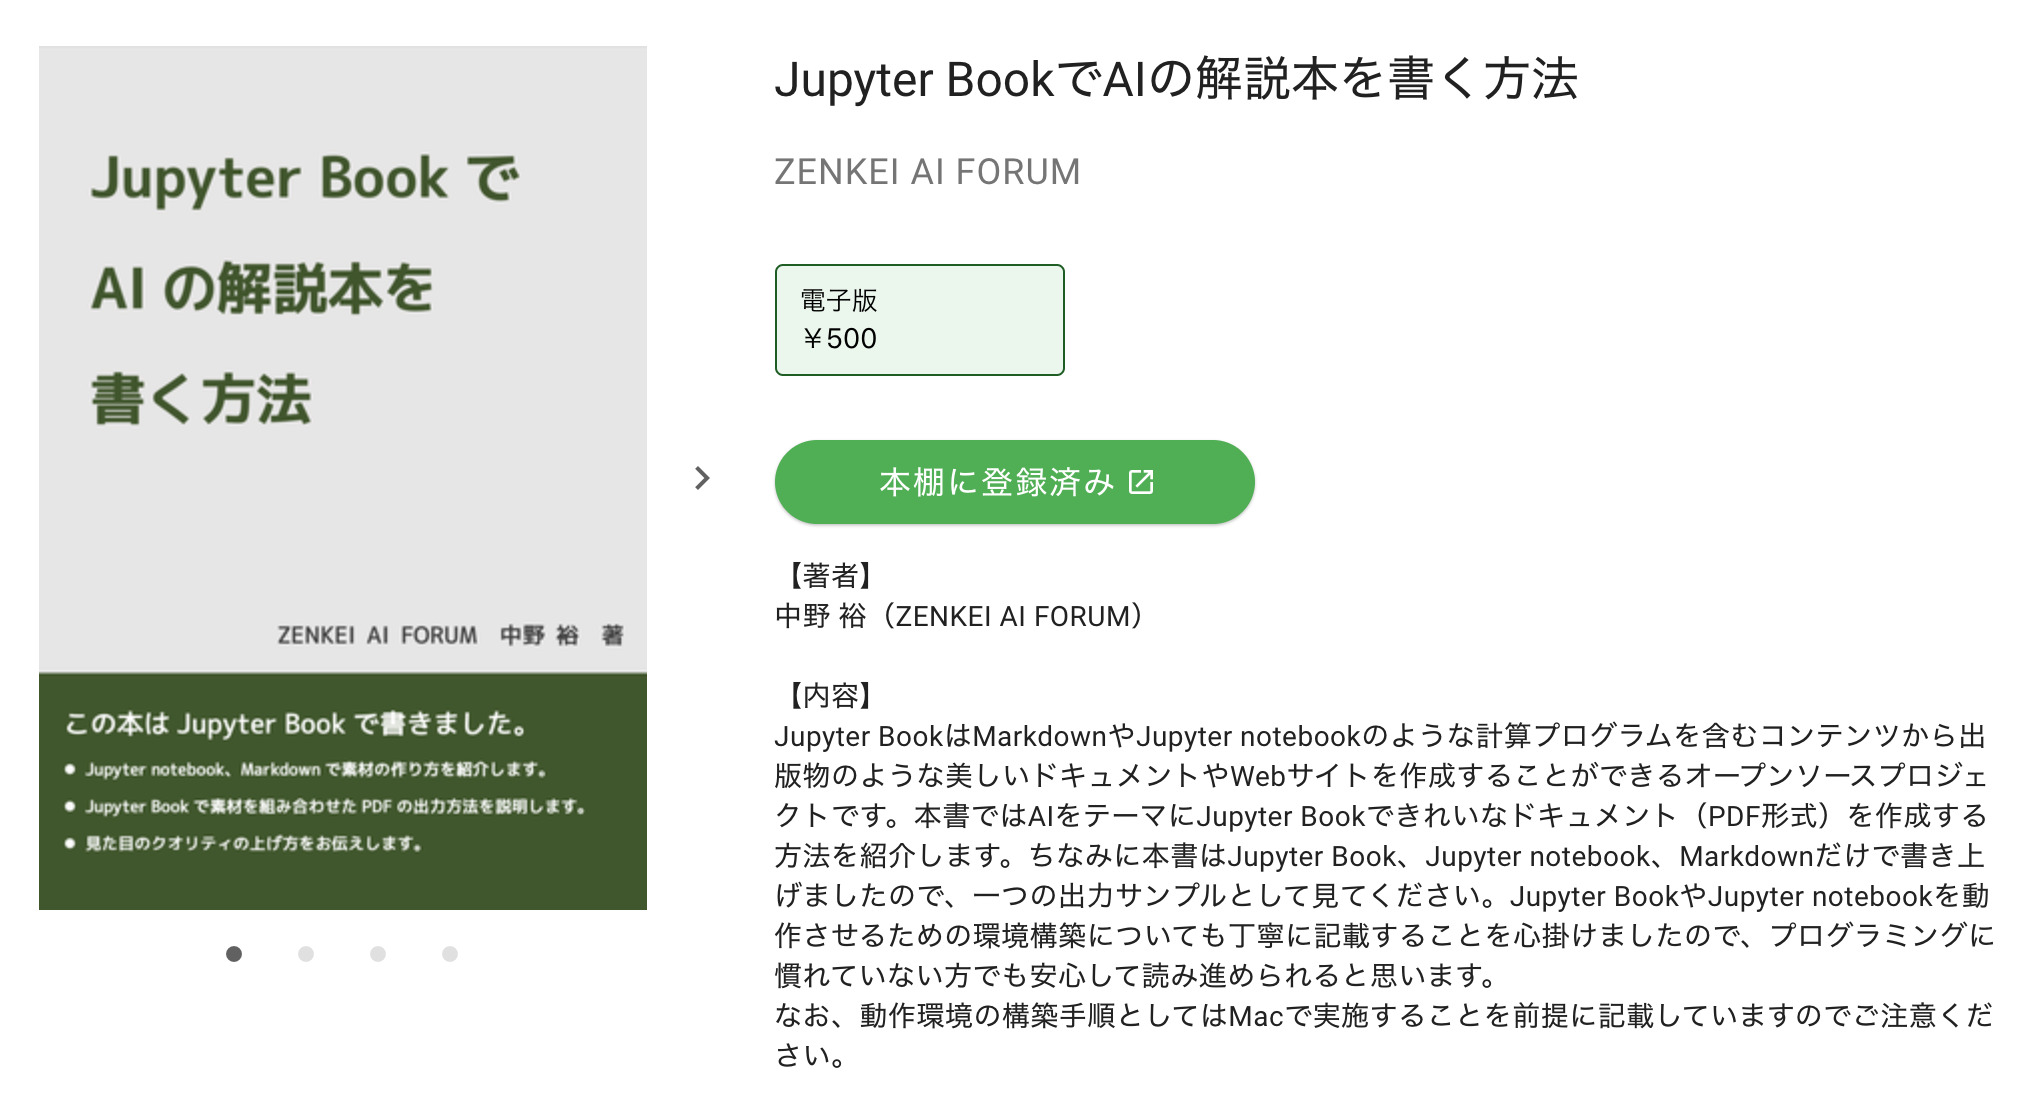 Jupyter Book で
AI の解説本を
書く方法
ZENKEI AI FORUM 中野 裕 著
この本は Jupyter Book で書きました。
● Jupyter notebook、Markdown で素材の作り方を紹介します。
● Jupyter Book で素材を組み合わせた PDF の出力方法を説明します。
● 見た目のクオリティの上げ方をお伝えします。
Jupyter BookでAIの解説本を書く方法
ZENKEI AI FORUM
電子版
￥500
本棚に登録済み
【著者】
中野 裕（ZENKEI AI FORUM）
【内容】
Jupyter BookはMarkdownやJupyter notebookのような計算プログラムを含むコンテンツから出
版物のような美しいドキュメントやWebサイトを作成することができるオープンソースプロジェ
クトです。本書ではAIをテーマにJupyter Bookできれいなドキュメント（PDF形式）を作成する
方法を紹介します。ちなみに本書はJupyter Book、Jupyter notebook、Markdownだけで書き上
げましたので、一つの出力サンプルとして見てください。Jupyter BookやJupyter notebookを動
作させるための環境構築についても丁寧に記載することを心掛けましたので、プログラミングに
慣れていない方でも安心して読み進められると思います。
なお、動作環境の構築手順としてはMacで実施することを前提に記載していますのでご注意くだ
さい。